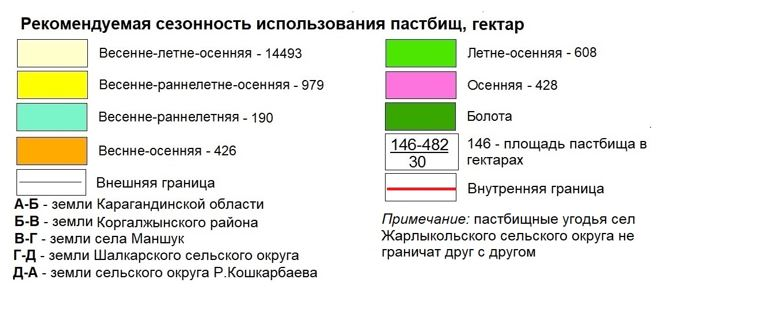 Рекомендуемая сезонность использования пастбищ, гектар
Весенне-летне-осенняя - 14493
Весенне-раннелетне-осенняя - 979
Весенне-раннелетняя - 190
Веснне-осенняя - 426
Внешняя граница
А-Б - земли Карагандинской области
Б-В - земли Коргалжынского района
В-Г - земли села Маншук
Г-Д - земли Шалкарского сельского округа
Д-А - земли сельского округа Р.Кошкарбаева
Летне-осенняя - 608
Осенняя - 428
Болота
146-482
30
146 - площадь пастбища в
гектарах
Внутренняя граница
Примечание: пастбищные угодья сел
Жарлыкольского сельского округа не
граничат друг с другом